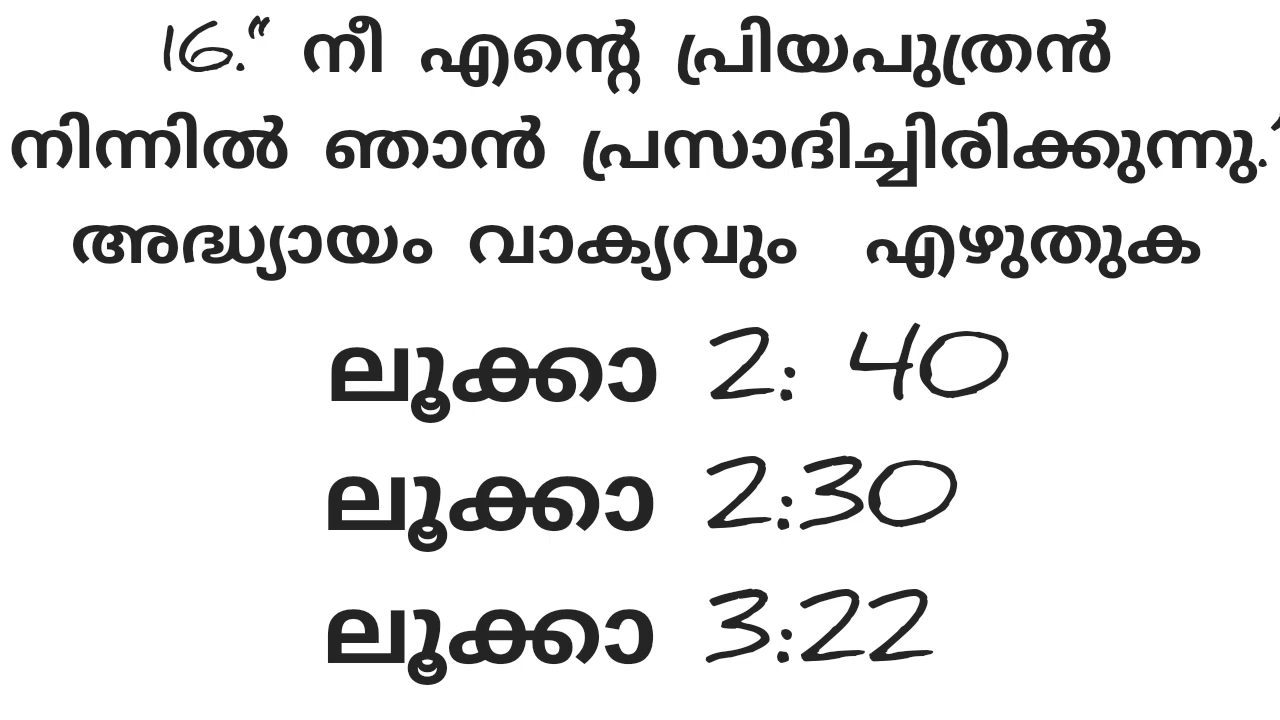 16." നീ എന്റെ പ്രിയപുത്രൻ
നിന്നിൽ ഞാൻ പ്രസാദിച്ചിരിക്കുന്നു.'
അദ്ധ്യായം വാക്യവും എഴുതുക
ലൂക്കാ 2: 40
ലൂക്കാ 2:30
ലൂക്കാ 3:22